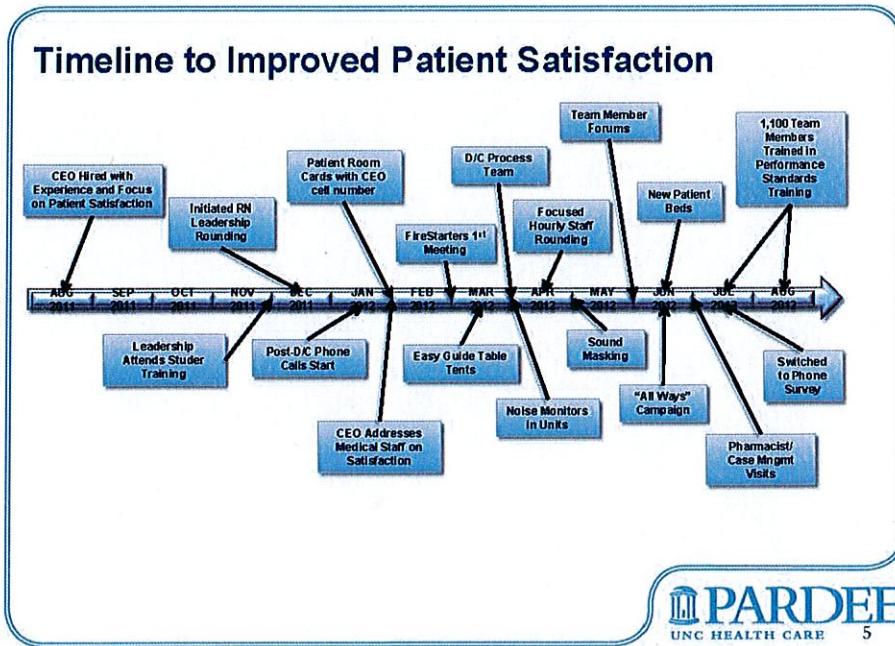 Timeline to Improved Patient Satisfaction
CEO Hired with
Experience and Focus
on Patient Satisfaction
Initiated RN
Leadership
Rounding
Patient Room
Cards with CEO
cell number
FireStarters 1st
Meeting
D/C Process
Team
Focused
Hourly Staff
Rounding
Team Member
Forums
New Patient
Beds
1,100 Team
Members
Trained in
Performance
Standards
Training
AUG
2011
SEP
2011
OCT
2011
NOV
2011
DEC
2011
JAN
2012
FEB
2012
MAR
2012
APR
2012
MAY
2012
JUN
2012
JUL
2012
AUG
2012
Leadership
Attends Studer
Training
Post-D/C Phone
Calls Start
CEO Addresses
Medical Staff on
Satisfaction
Easy Guide Table
Tents
Noise Monitors
in Units
Sound
Masking
"All Ways"
Campaign
Pharmacist/
Case Mngmt
Visits
Switched
to Phone
Survey
PARDEE
UNC HEALTH CARE
5